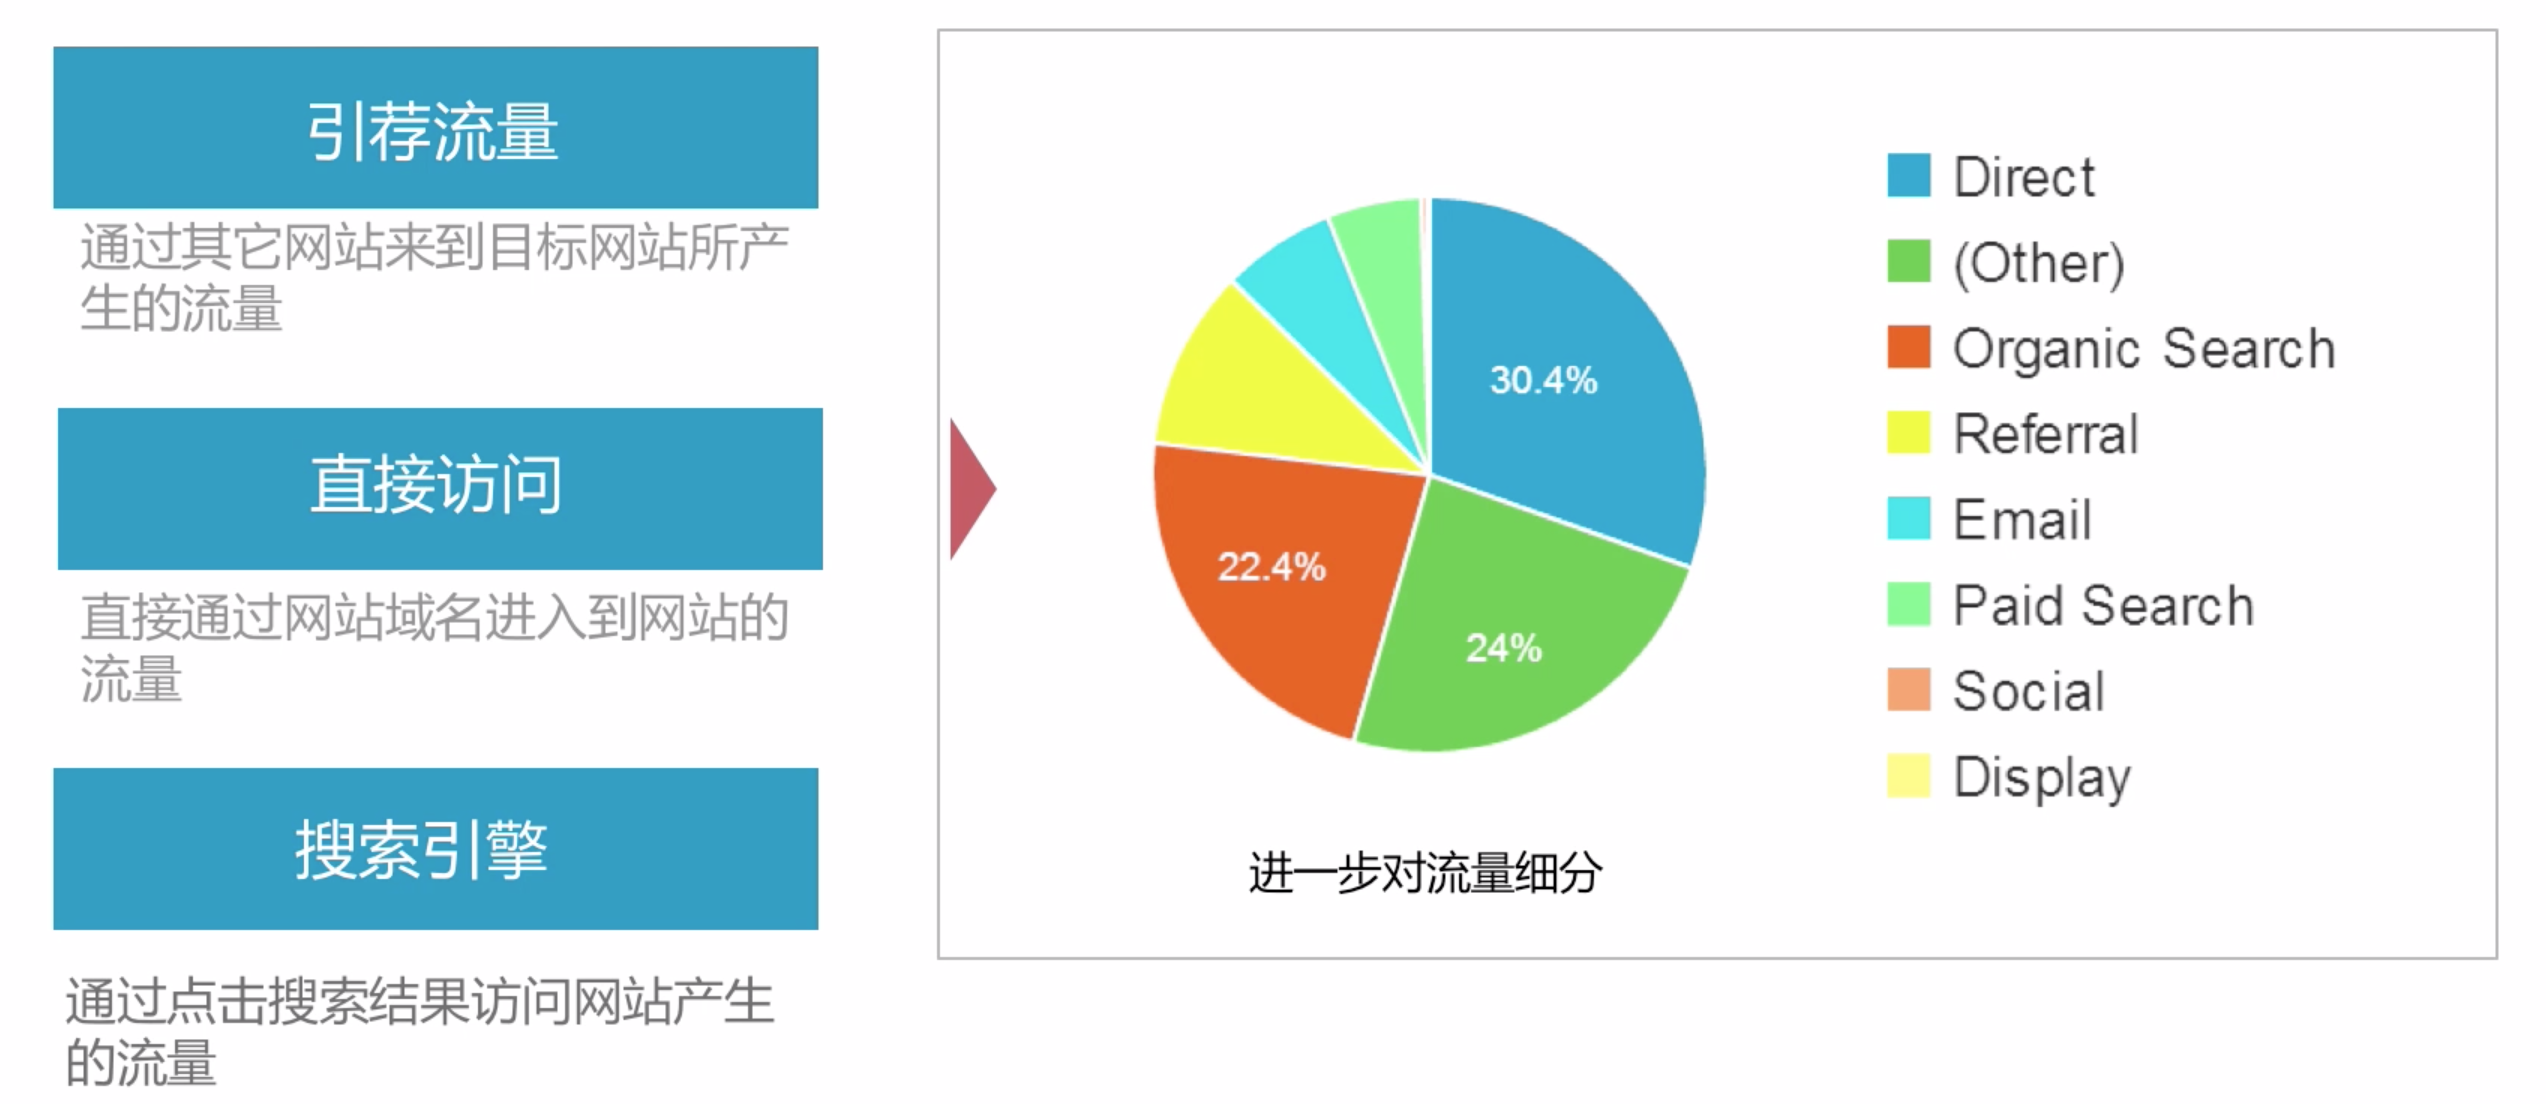 引荐流量
通过其它网站来到目标网站所产
生的流量
直接访问
直接通过网站域名进入到网站的
流量
搜索引擎
通过点击搜索结果访问网站产生
的流量
30.4%
22.4%
24%
进一步对流量细分
Direct
(Other)
Organic Search
Referral
Email
Paid Search
Social
Display